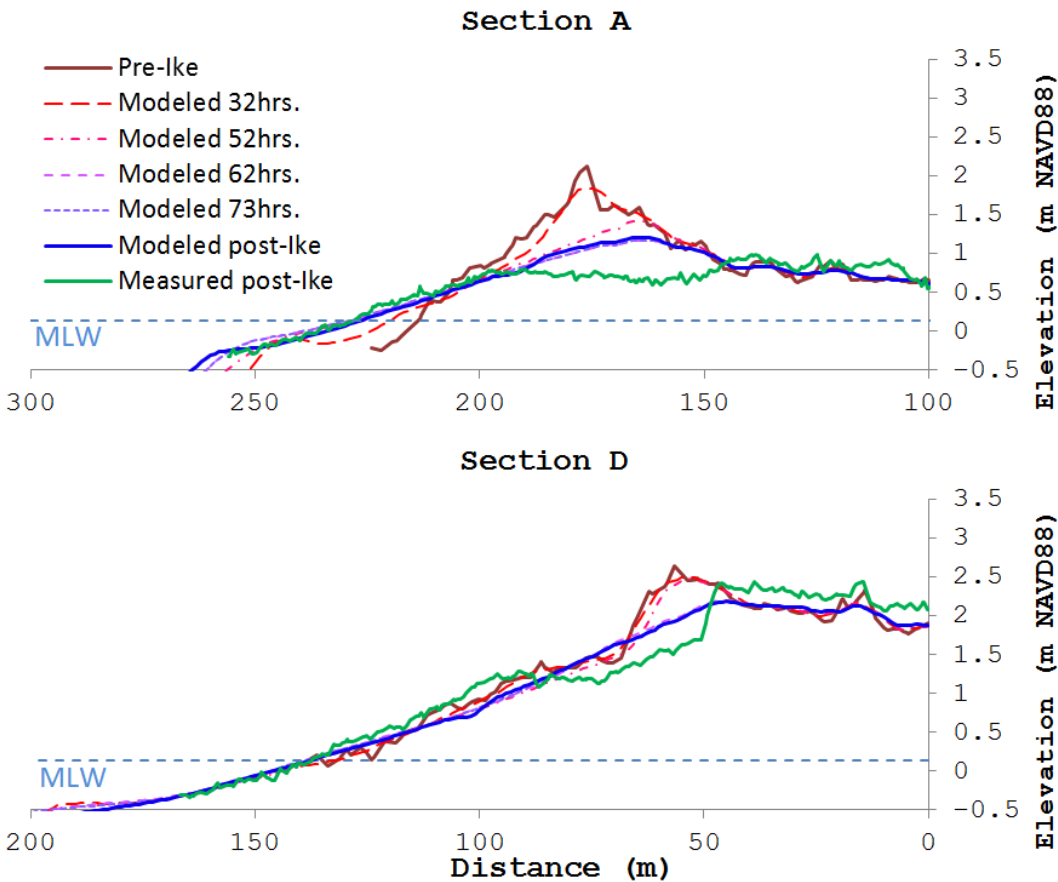 Section A
Pre-Ike
Modeled 32hrs.
Modeled 52hrs.
Modeled 62hrs.
Modeled 73hrs.
Modeled post-Ike
Measured post-Ike
MLW
3.5
3
2.5
2
1.5
1
0.5
0
-0.5
Elevation (m NAVD88)
300 250 200 150 100
Section D
MLW
3.5
3
2.5
2
1.5
1
0.5
0
-0.5
Elevation (m NAVD88)
200 150 100 50 0
Distance (m)